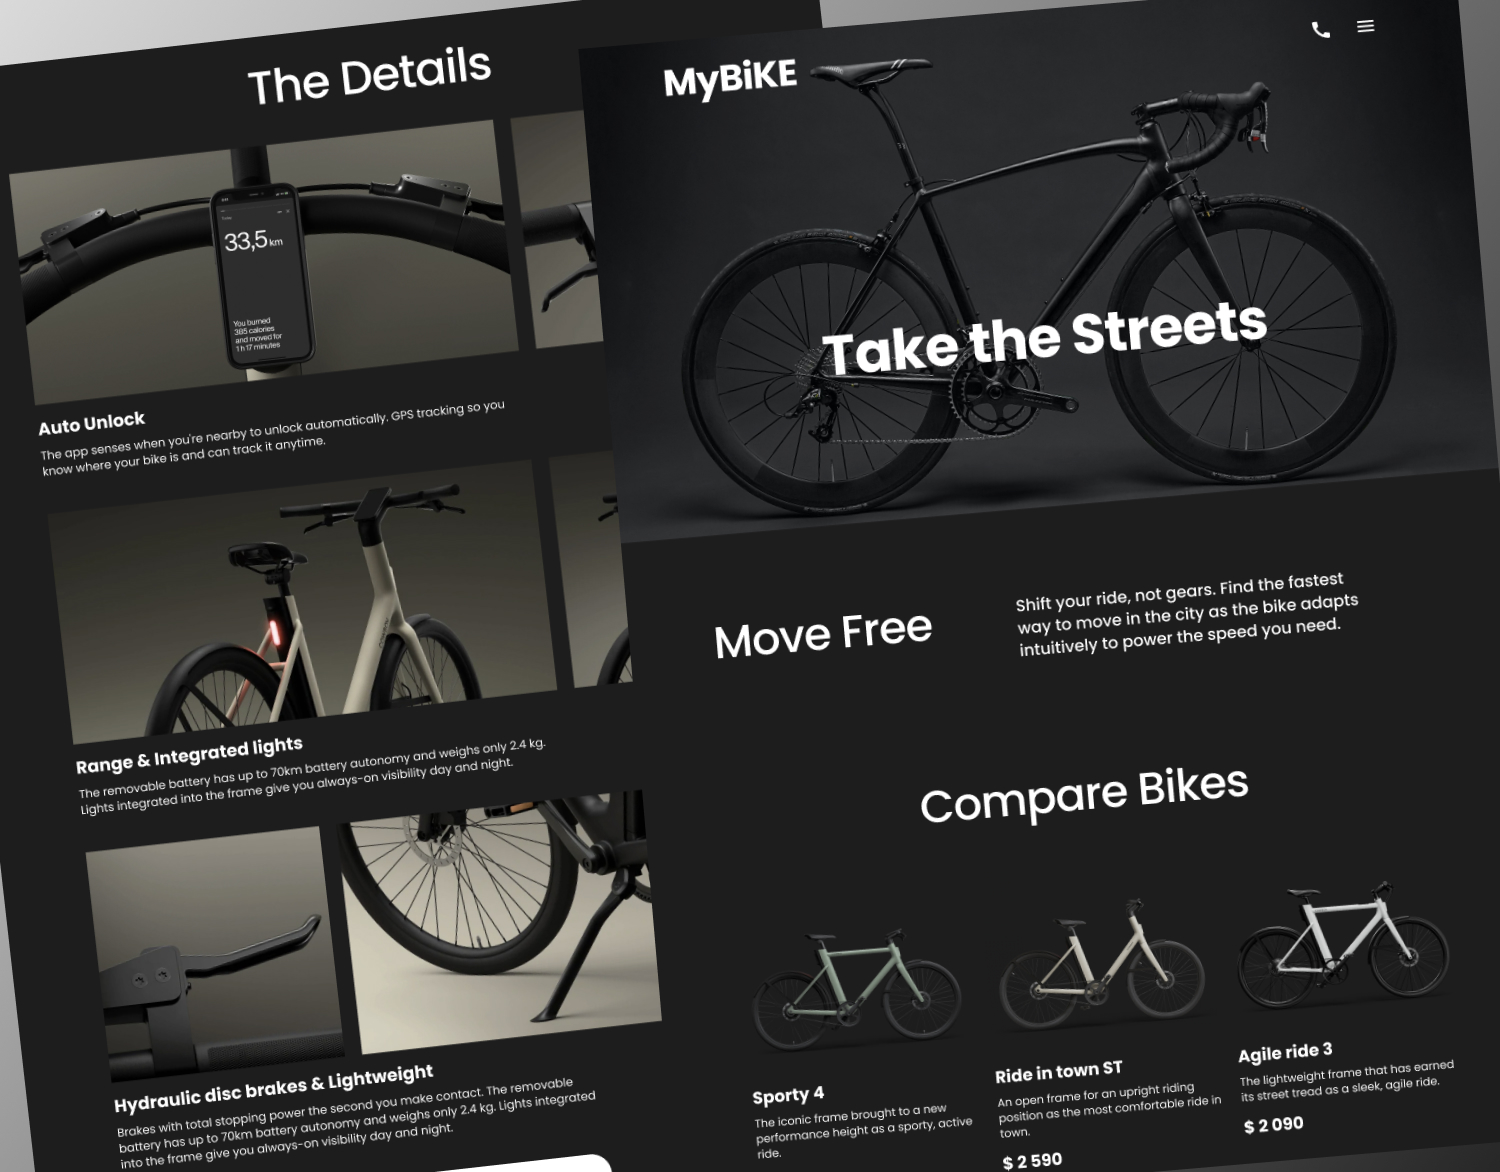 The Details
33,5 km
You burned
385 calories
and moved for
1 h 17 minutes
Auto Unlock
The app senses when you're nearby to unlock automatically. GPS tracking so you
know where your bike is and can track it anytime.
Range & Integrated lights
The removable battery has up to 70km battery autonomy and weighs only 2.4 kg.
Lights integrated into the frame give you always-on visibility day and night.
Hydraulic disc brakes & Lightweight
Brakes with total stopping power the second you make contact. The removable
battery has up to 70km battery autonomy and weighs only 2.4 kg. Lights integrated
into the frame give you always-on visibility day and night.
MyBiKE
Take the Streets
Move Free
Shift your ride, not gears. Find the fastest
way to move in the city as the bike adapts
intuitively to power the speed you need.
Compare Bikes
Sporty 4
The iconic frame brought to a new
performance height as a sporty, active
ride.
Ride in town ST
An open frame for an upright riding
position as the most comfortable ride in
town.
$ 2 590
Agile ride 3
The lightweight frame that has earned
its street tread as a sleek, agile ride.
$ 2 090